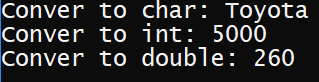 Conver to char: Toyota
Conver to int: 5000
Conver to double: 260